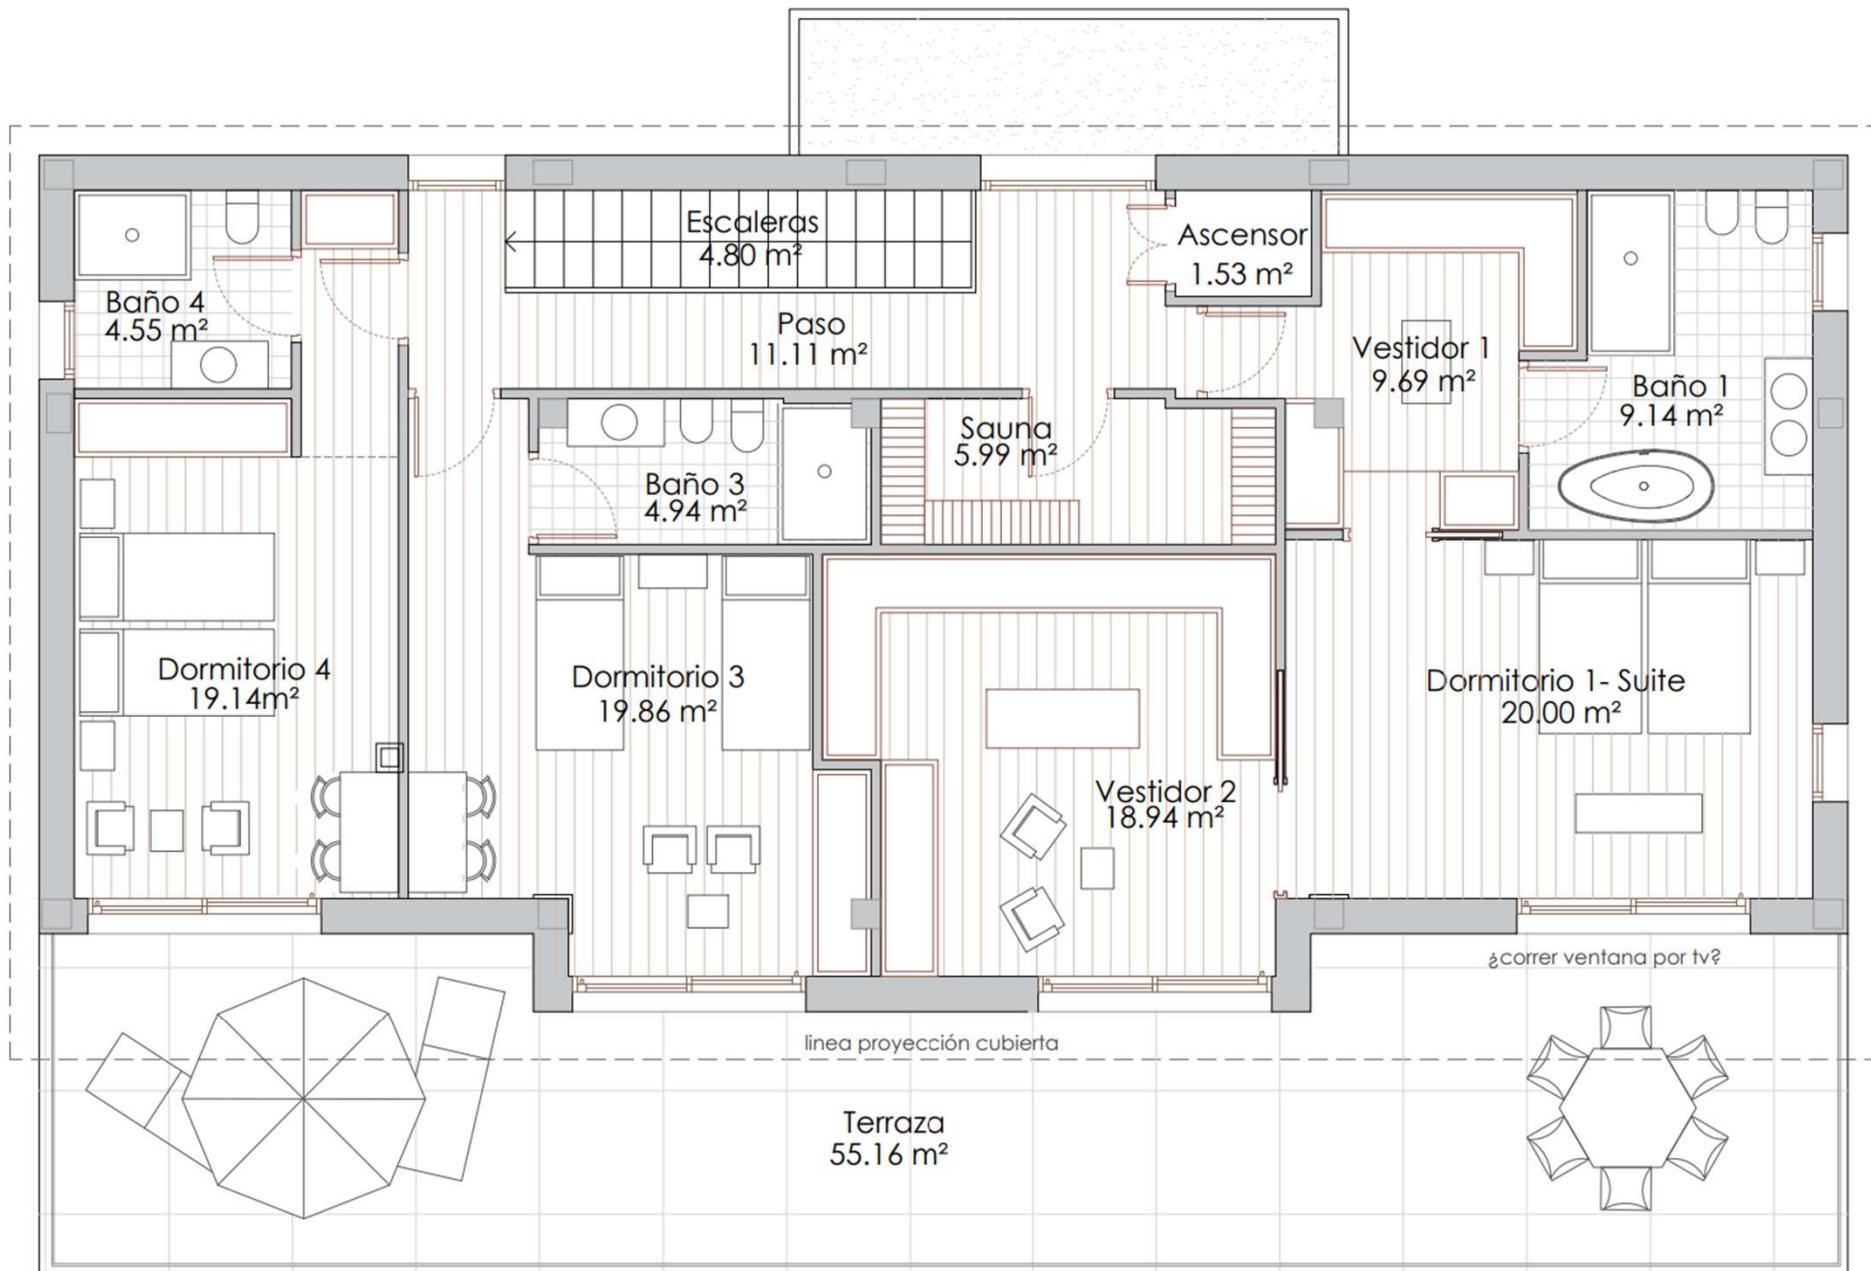 Escaleras
4.80 m²
Ascensor
1.53 m²
Baño 4
4.55 m²
Paso
11.11 m²
Vestidor 1
9.69 m²
Baño 1
9.14 m²
Sauna
5.99 m²
Baño 3
4.94 m²
Dormitorio 4
19.14m²
Dormitorio 3
19.86 m²
Dormitorio 1- Suite
20.00 m²
Vestidor 2
18.94 m²
¿correr ventana por tv?
linea proyección cubierta
Terraza
55.16 m²